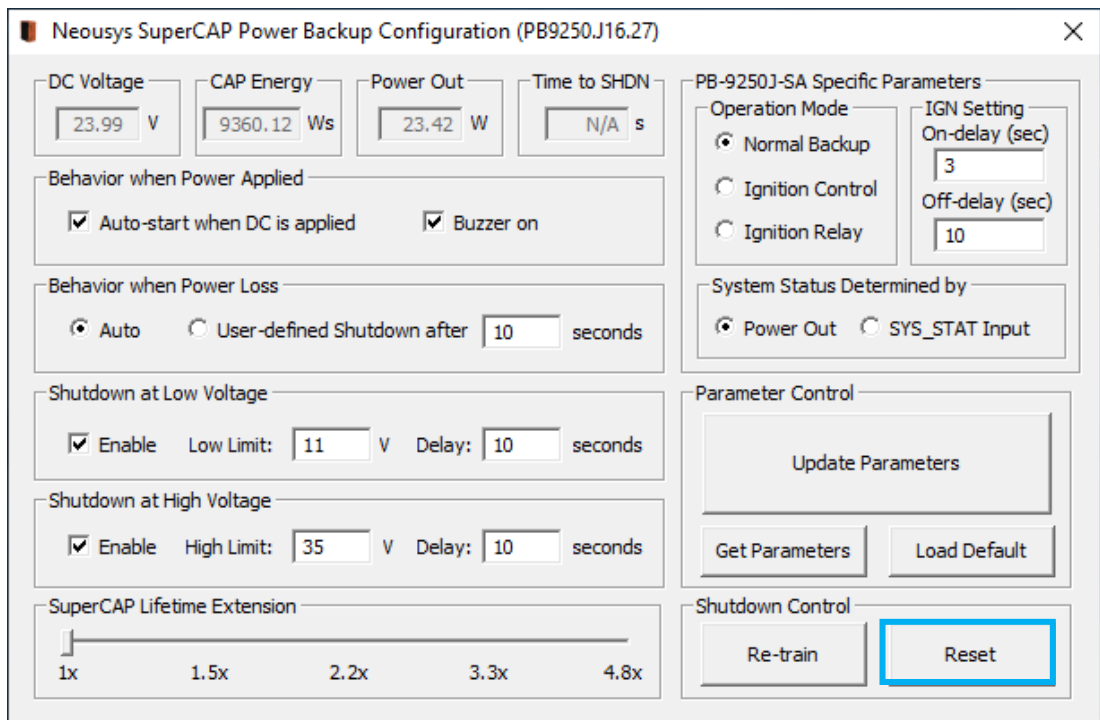 Neousys SuperCAP Power Backup Configuration (PB9250.J16.27)
DC Voltage
23.99 V
CAP Energy
9360.12 Ws
Power Out
23.42 W
Time to SHDN
N/A s
Behavior when Power Applied
Auto-start when DC is applied
Buzzer on
Behavior when Power Loss
Auto
User-defined Shutdown after 10 seconds
Shutdown at Low Voltage
Enable Low Limit: 11 V Delay: 10 seconds
Shutdown at High Voltage
Enable High Limit: 35 V Delay: 10 seconds
SuperCAP Lifetime Extension
1x 1.5x 2.2x 3.3x 4.8x
PB-9250J-SA Specific Parameters
Operation Mode
Normal Backup
Ignition Control
Ignition Relay
IGN Setting
On-delay (sec)
3
Off-delay (sec)
10
System Status Determined by
Power Out SYS_STAT Input
Parameter Control
Update Parameters
Get Parameters Load Default
Shutdown Control
Re-train Reset